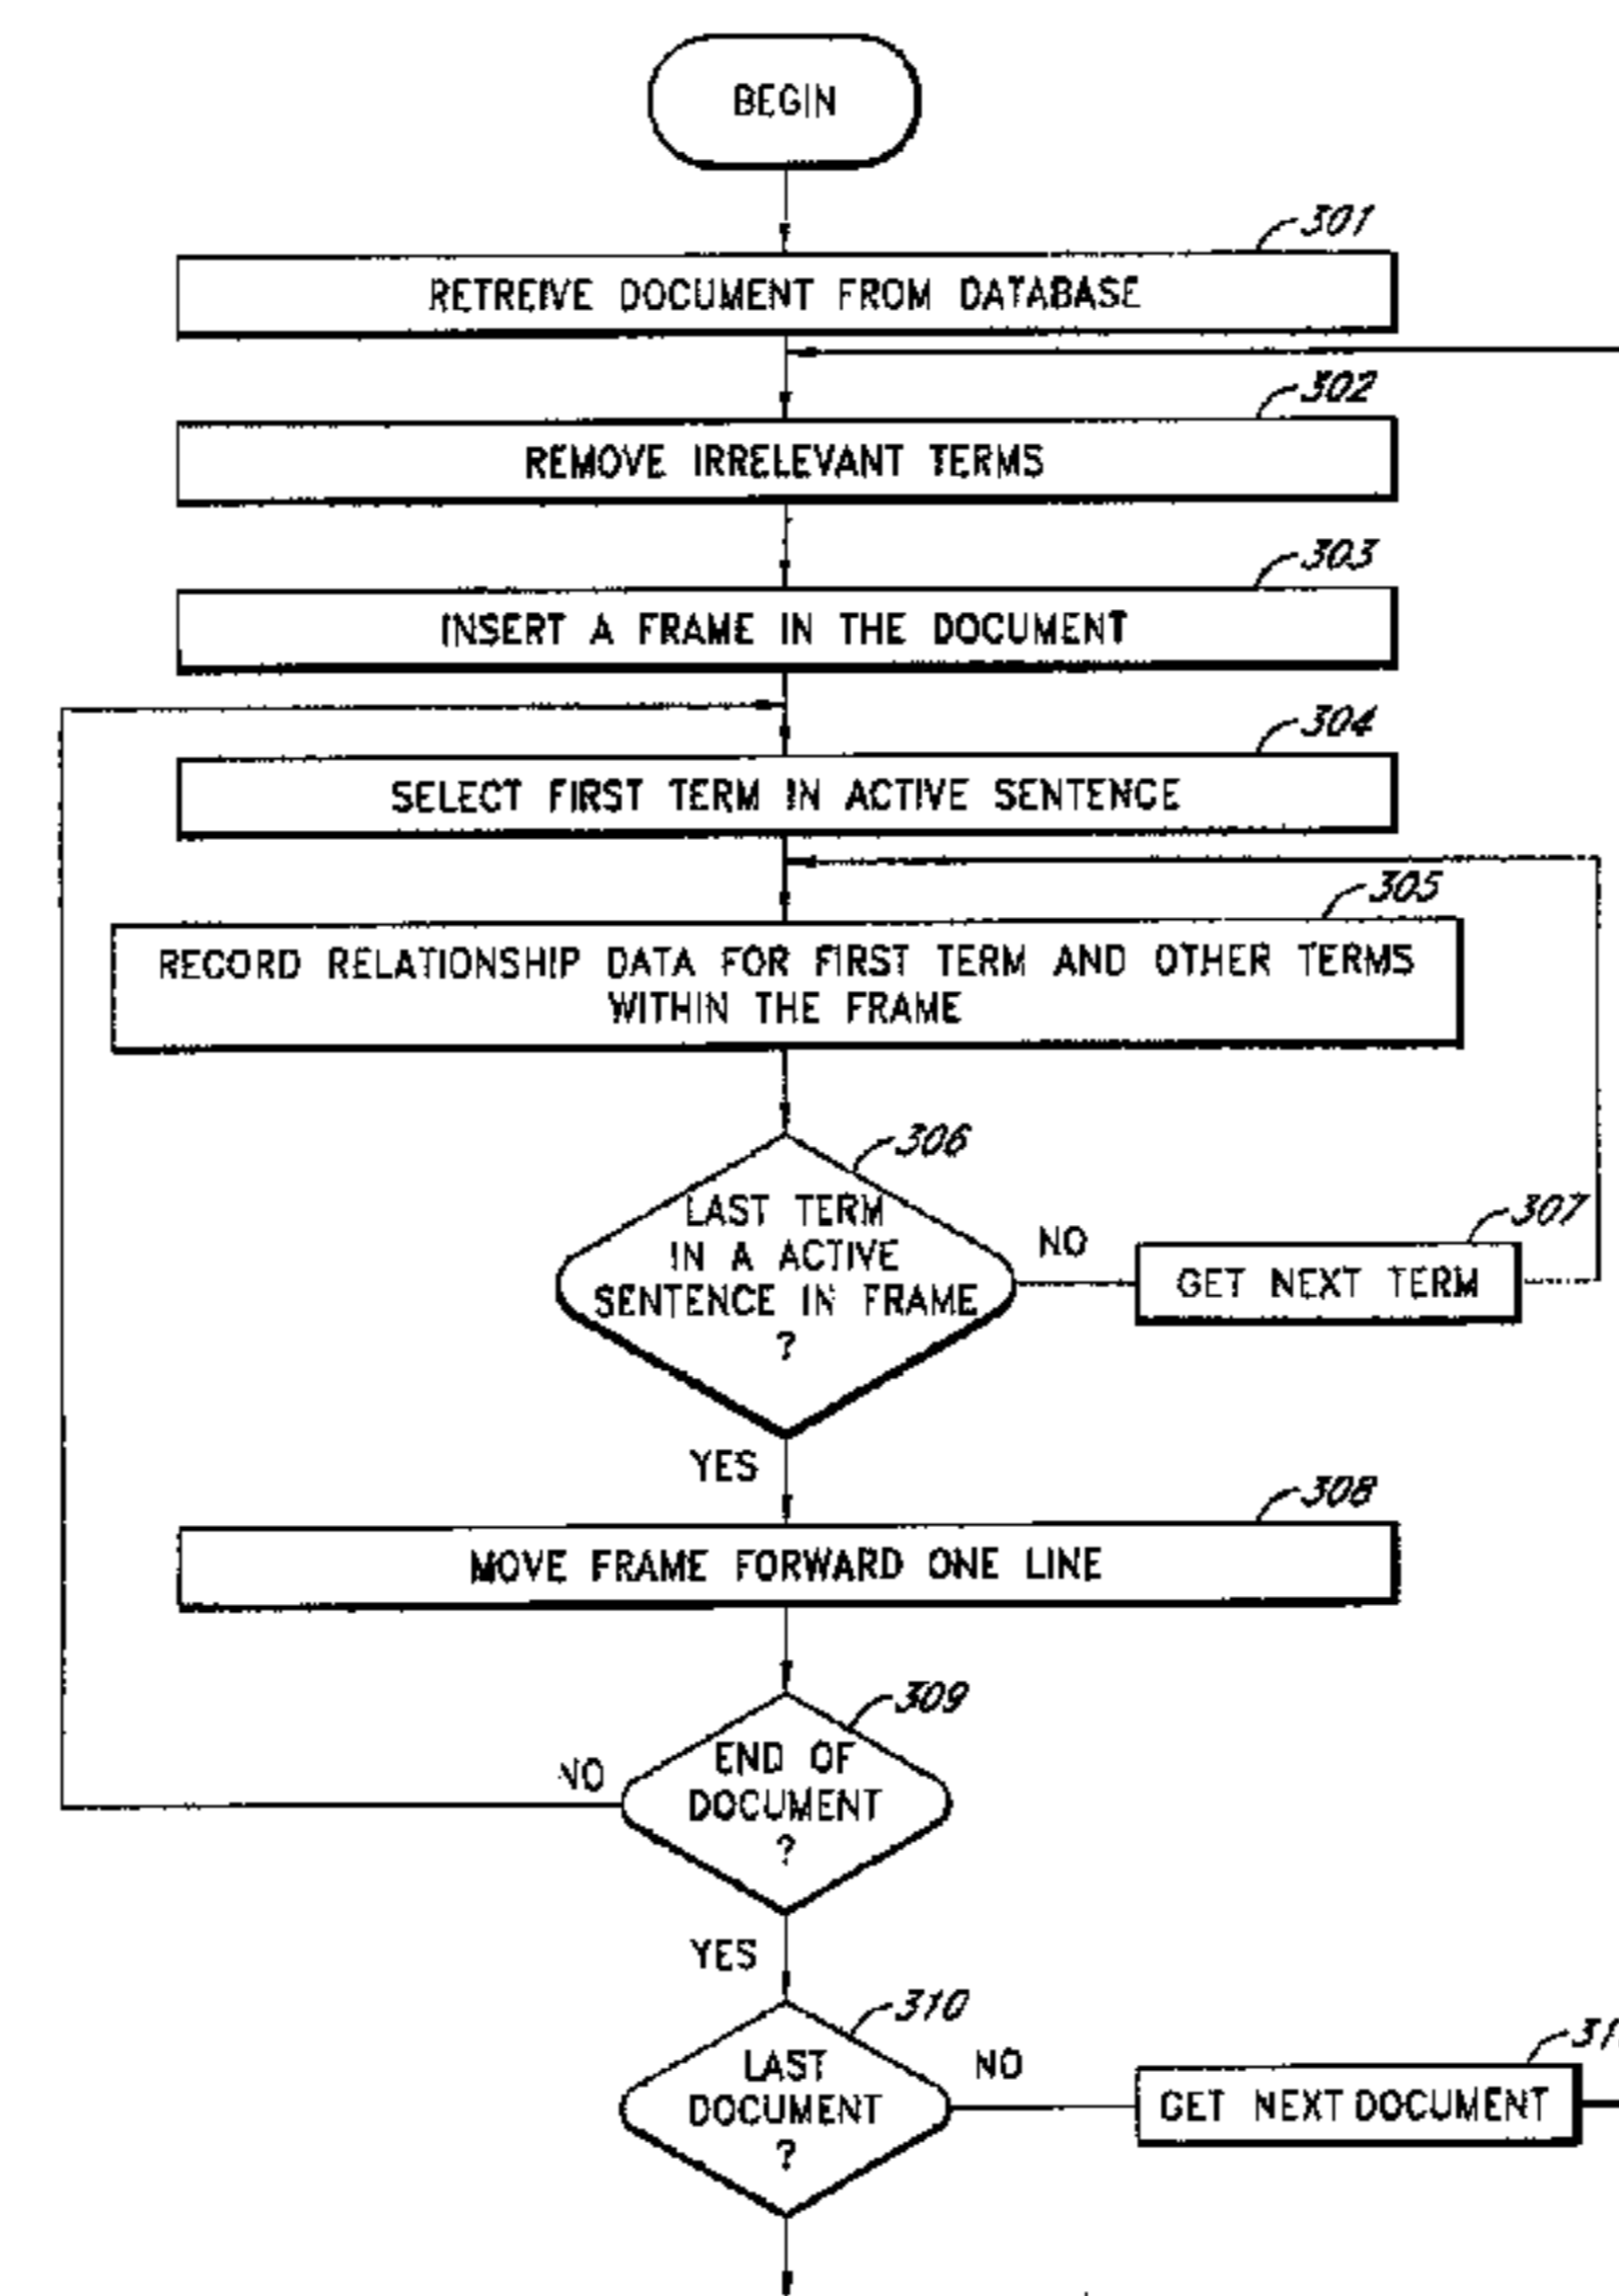 BEGIN
301
RETREIVE DOCUMENT FROM DATABASE
302
REMOVE IRRELEVANT TERMS
303
INSERT A FRAME IN THE DOCUMENT
304
SELECT FIRST TERM IN ACTIVE SENTENCE
305
RECORD RELATIONSHIP DATA FOR FIRST TERM AND OTHER TERMS
WITHIN THE FRAME
306
LAST TERM
IN A ACTIVE
SENTENCE IN FRAME
?
NO
307
GET NEXT TERM
YES
308
MOVE FRAME FORWARD ONE LINE
309
END OF
DOCUMENT
?
NO
YES
310
LAST
DOCUMENT
?
NO
GET NEXT DOCUMENT